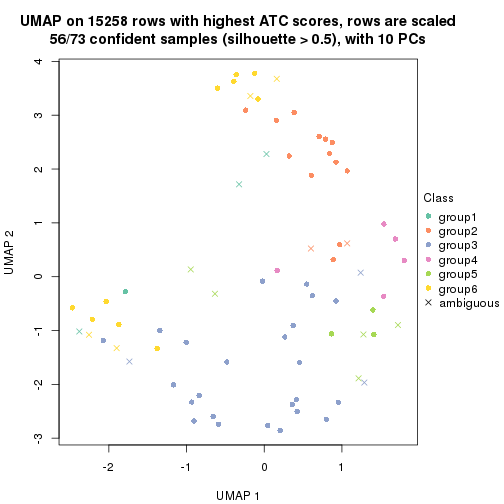 UMAP on 15258 rows with highest ATC scores, rows are scaled
56/73 confident samples (silhouette > 0.5), with 10 PCs
4
3
2
1
0
-1
-2
-3
UMAP 2
-2
-1
0
1
UMAP 1
Class
group1
group2
group3
group4
group5
group6
ambiguous